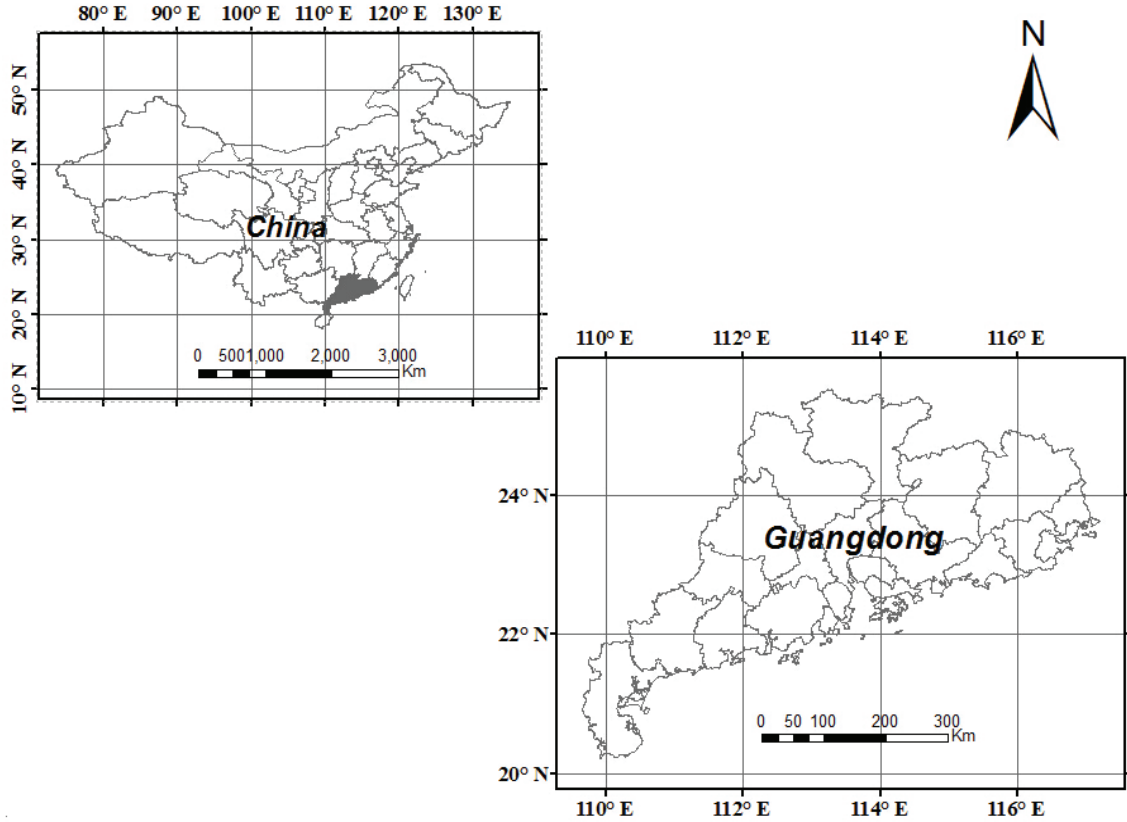 80° E 90° E 100° E 110° E 120° E 130° E
N
50° N
40° N
30° N
20° N
10° N
China
0 5001,000 2,000 3,000
Km
110° E 112° E 114° E 116° E
24° N
22° N
20° N
Guangdong
0 50 100 200 300
Km
110° E 112° E 114° E 116° E